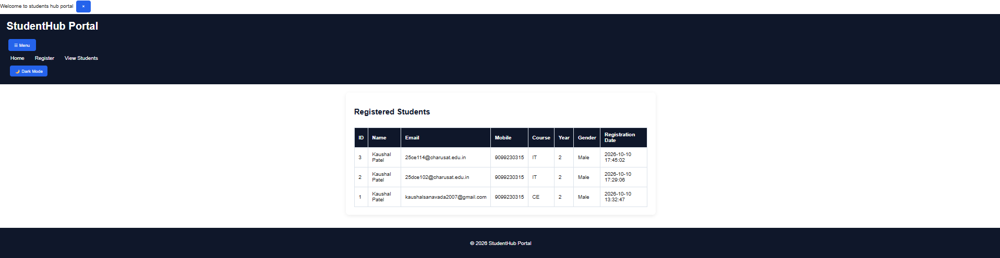 Welcome to students hub portal ×
StudentHub Portal
☰ Menu
Home Register View Students
🌙 Dark Mode
Registered Students
ID Name Email Mobile Course Year Gender Registration Date
3 Kaushal Patel 25ce114@charusat.edu.in 9099230315 IT 2 Male 2026-10-10 17:45:02
2 Kaushal Patel 25dce102@charusat.edu.in 9099230315 IT 2 Male 2026-10-10 17:29:06
1 Kaushal Patel kaushalsanavada2007@gmail.com 9099230315 CE 2 Male 2026-10-10 13:32:47
© 2026 StudentHub Portal